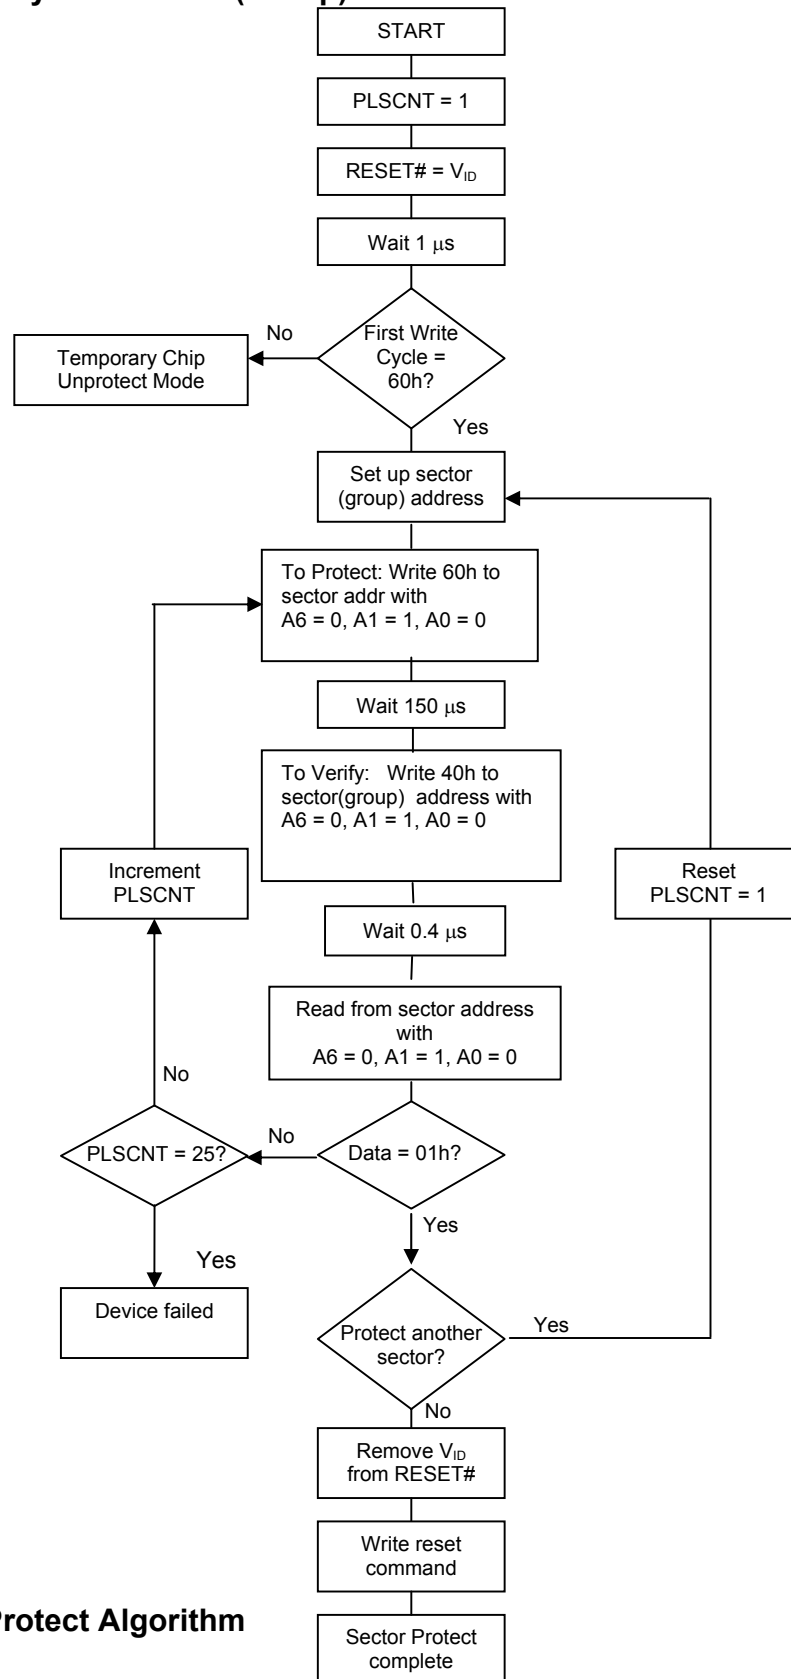 START
PLSCNT = 1
RESET# = VID
Wait 1 µs
No
First Write
Cycle =
60h?
Temporary Chip
Unprotect Mode
Yes
Set up sector
(group) address
To Protect: Write 60h to
sector addr with
A6 = 0, A1 = 1, A0 = 0
Wait 150 µs
To Verify: Write 40h to
sector(group) address with
A6 = 0, A1 = 1, A0 = 0
Increment
PLSCNT
Reset
PLSCNT = 1
Wait 0.4 µs
Read from sector address
with
A6 = 0, A1 = 1, A0 = 0
No
PLSCNT = 25?
No
Data = 01h?
Yes
Yes
Device failed
Protect another
sector?
Yes
No
Remove VID
from RESET#
Write reset
command
Protect Algorithm
Sector Protect
complete